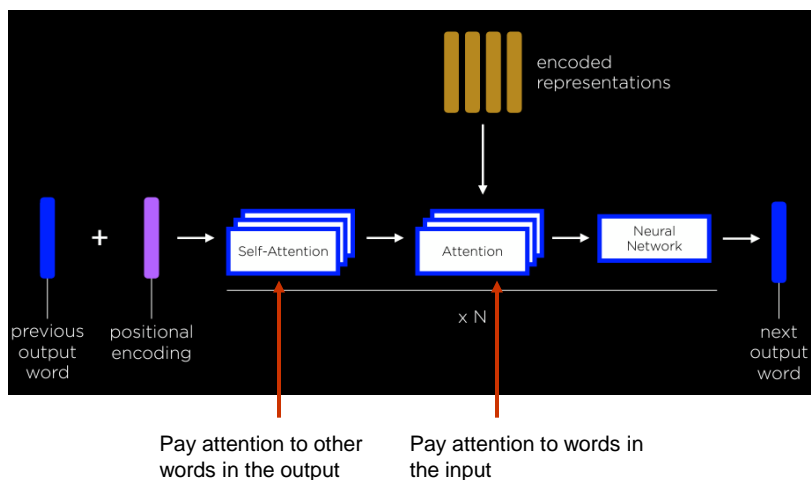 encoded
representations
+
Self-Attention
Attention
Neural
Network
previous
output
word
positional
encoding
x N
next
output
word
Pay attention to other
words in the output
Pay attention to words in
the input